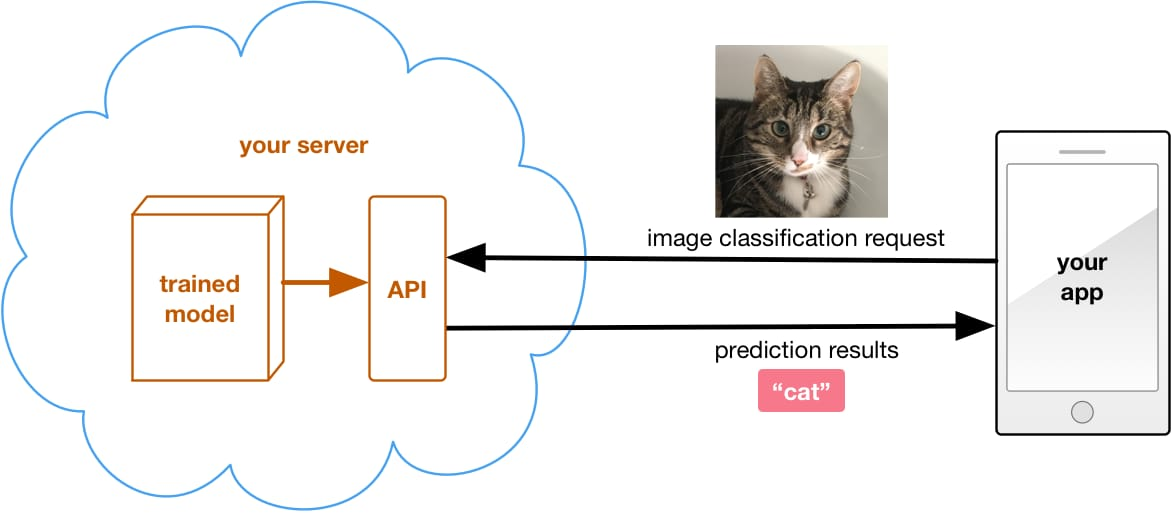 your server
trained
model
API
image classification request
prediction results
“cat”
your
app